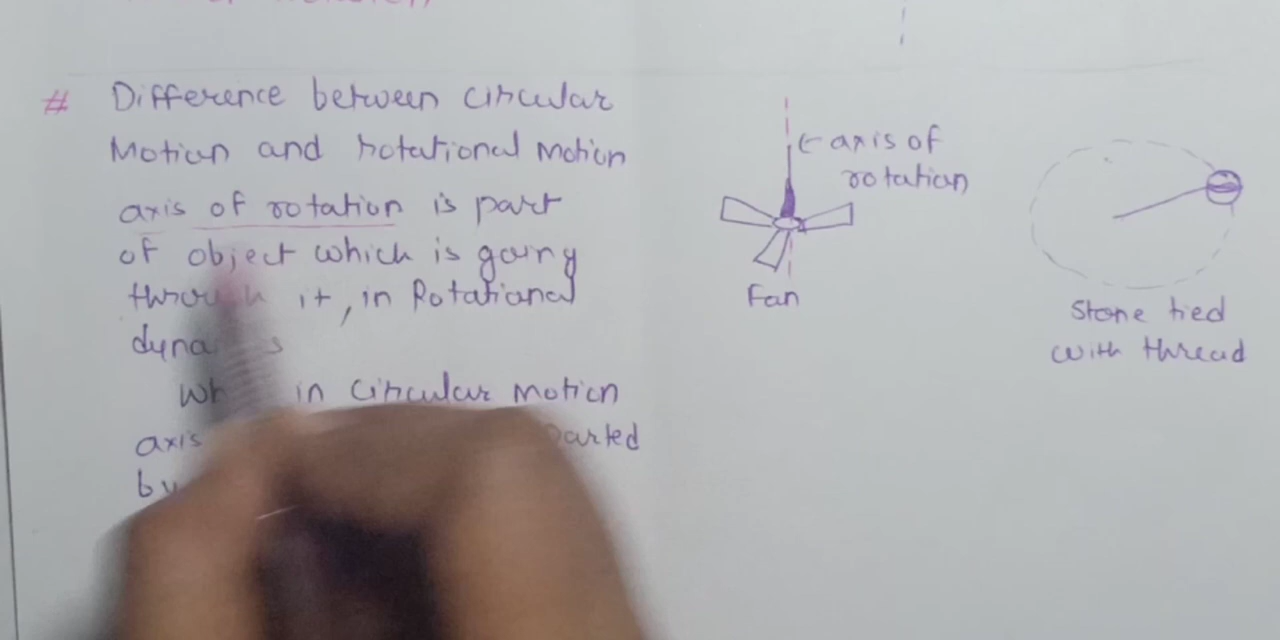 # Difference between Circular
Motion and rotational motion
axis of rotation is part
of object which is going
it, in Rotational
in Circular motion
axis
by
← axis of
rotation
Fan
Stone tied
with thread